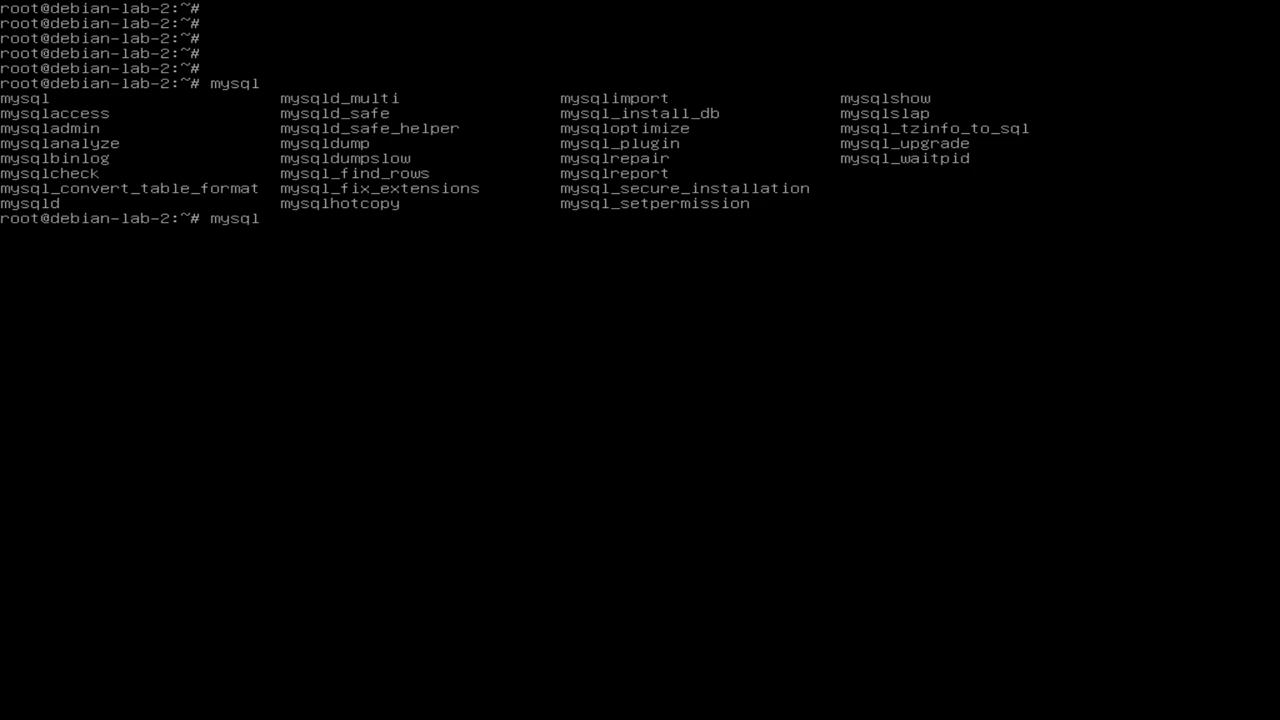 root@debian-lab-2:~#
root@debian-lab-2:~#
root@debian-lab-2:~#
root@debian-lab-2:~#
root@debian-lab-2:~#
root@debian-lab-2:~# mysql
mysql mysqld_multi mysqlimport mysqlshow
mysqlaccess mysqld_safe mysql_install_db mysqlslap
mysqladmin mysqld_safe_helper mysqloptimize mysql_tzinfo_to_sql
mysqlanalyze mysqldump mysql_plugin mysql_upgrade
mysqlbinlog mysqldumpslow mysqlrepair mysql_waitpid
mysqlcheck mysql_find_rows mysqlreport
mysql_convert_table_format mysql_fix_extensions mysql_secure_installation
mysqld mysqlhotcopy mysql_setpermission
root@debian-lab-2:~# mysql